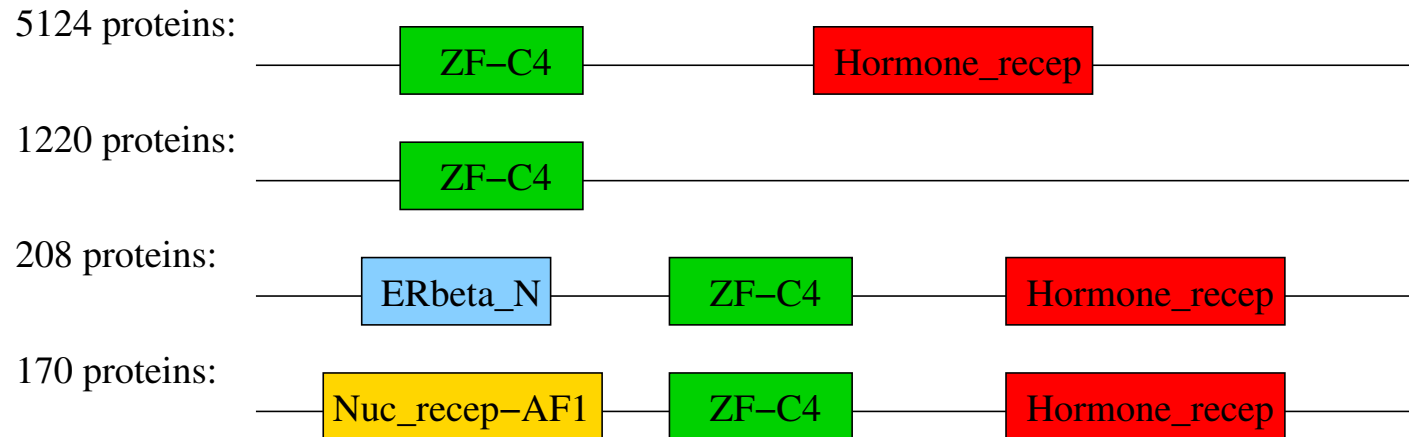 5124 proteins:
ZF−C4 Hormone_recep
1220 proteins:
ZF−C4
208 proteins:
ERbeta_N ZF−C4 Hormone_recep
170 proteins:
Nuc_recep−AF1 ZF−C4 Hormone_recep